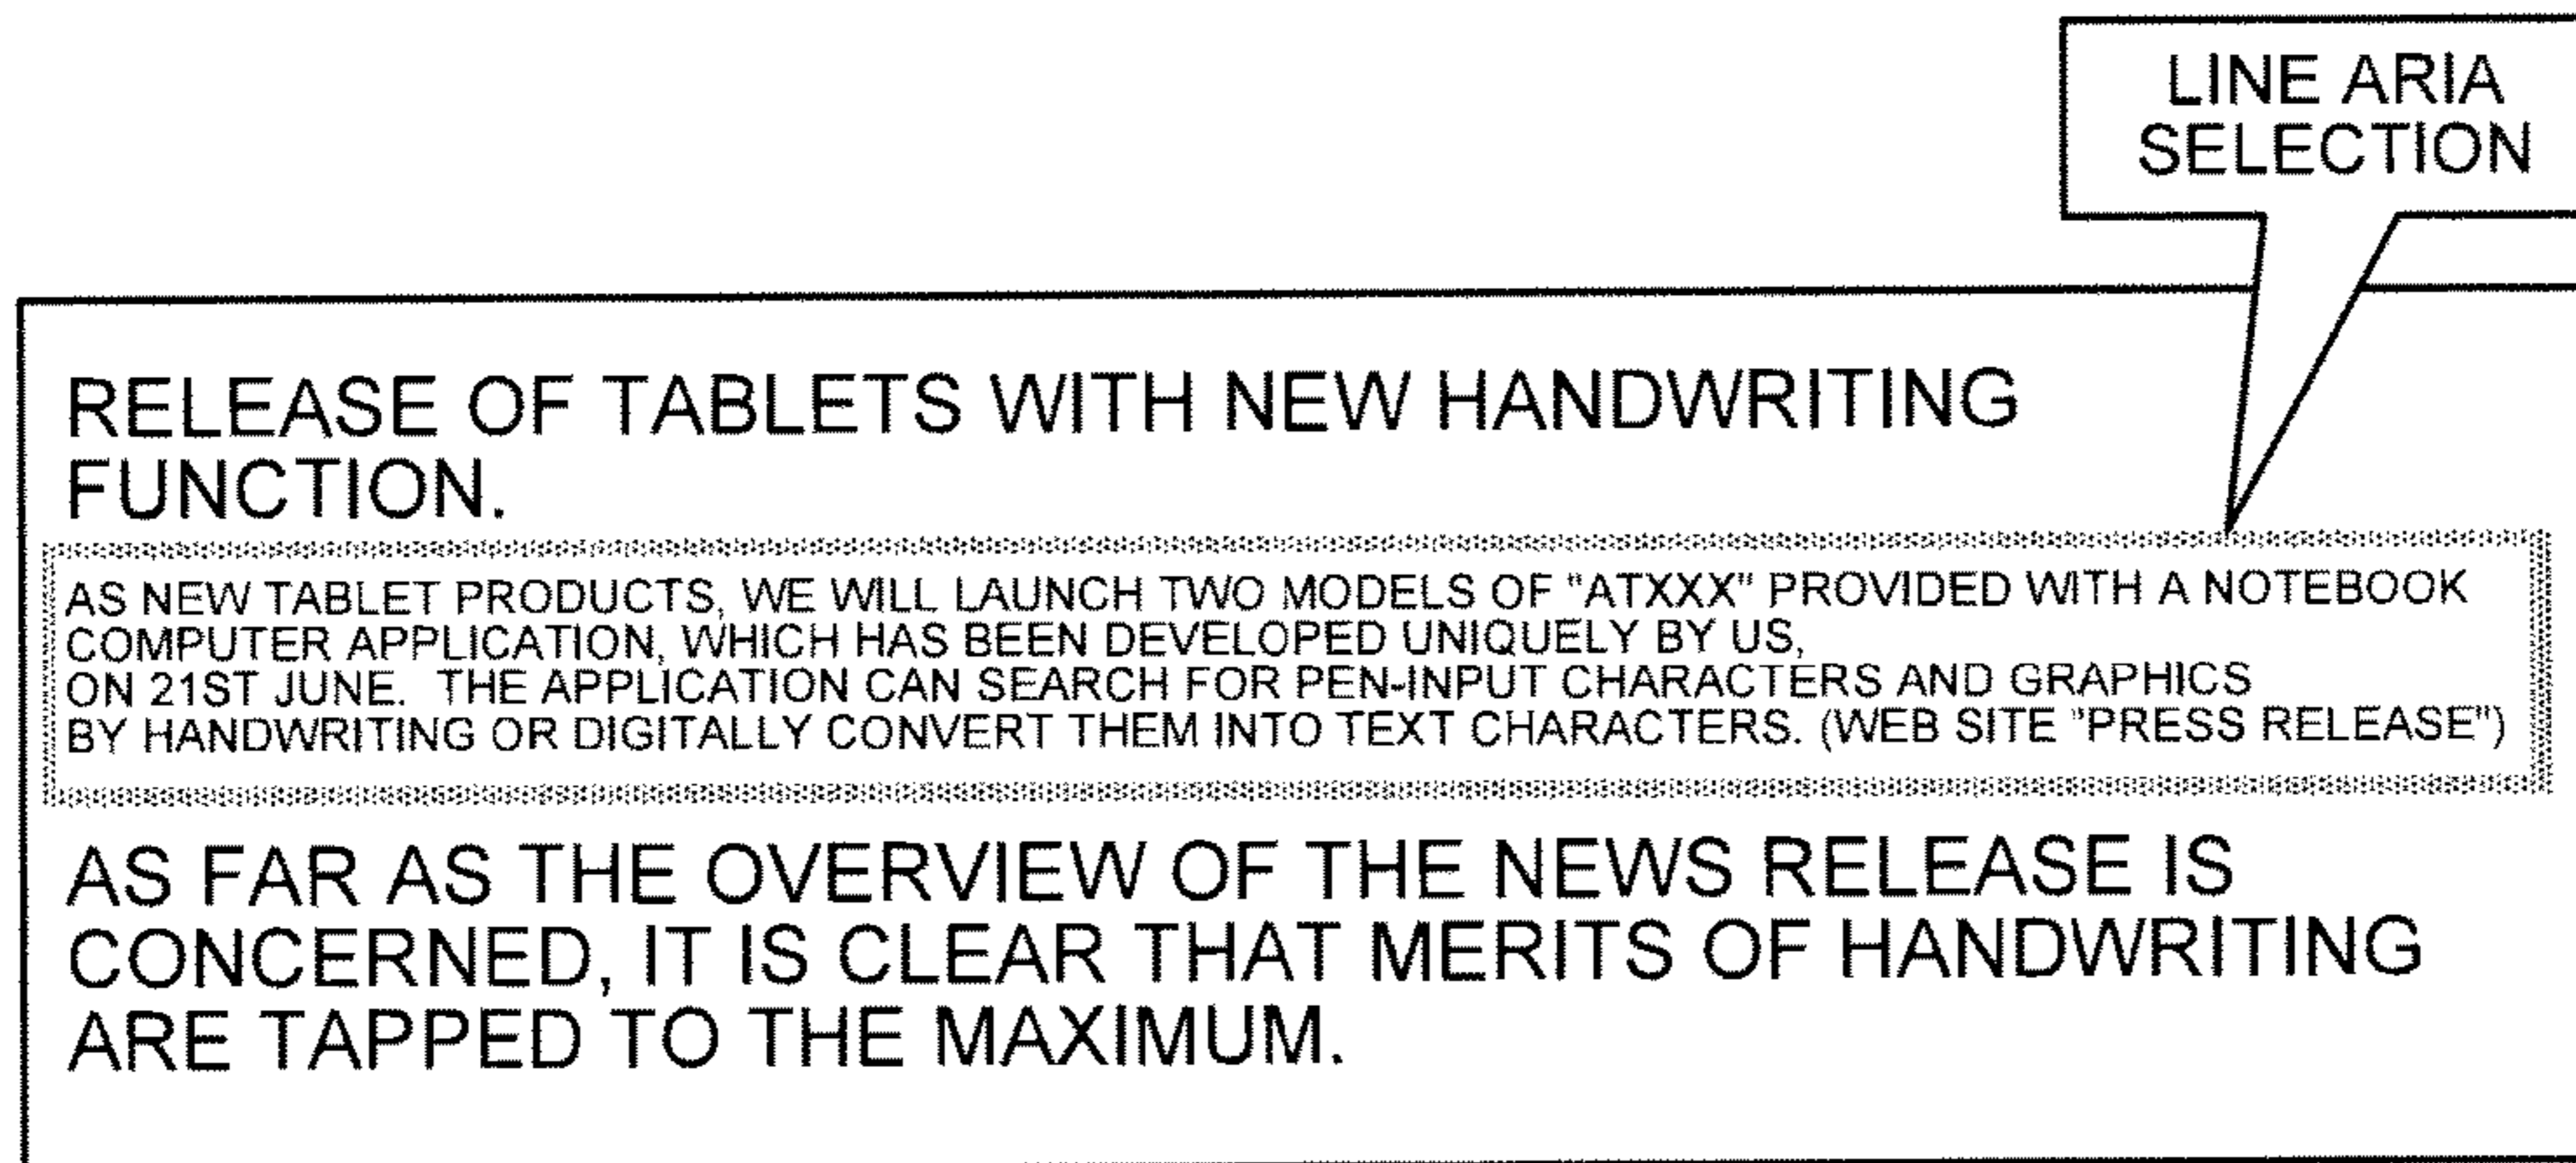 LINE ARIA
SELECTION
RELEASE OF TABLETS WITH NEW HANDWRITING
FUNCTION.
AS NEW TABLET PRODUCTS, WE WILL LAUNCH TWO MODELS OF "ATXXX" PROVIDED WITH A NOTEBOOK
COMPUTER APPLICATION, WHICH HAS BEEN DEVELOPED UNIQUELY BY US,
ON 21ST JUNE. THE APPLICATION CAN SEARCH FOR PEN-INPUT CHARACTERS AND GRAPHICS
BY HANDWRITING OR DIGITALLY CONVERT THEM INTO TEXT CHARACTERS. (WEB SITE "PRESS RELEASE")
AS FAR AS THE OVERVIEW OF THE NEWS RELEASE IS
CONCERNED, IT IS CLEAR THAT MERITS OF HANDWRITING
ARE TAPPED TO THE MAXIMUM.